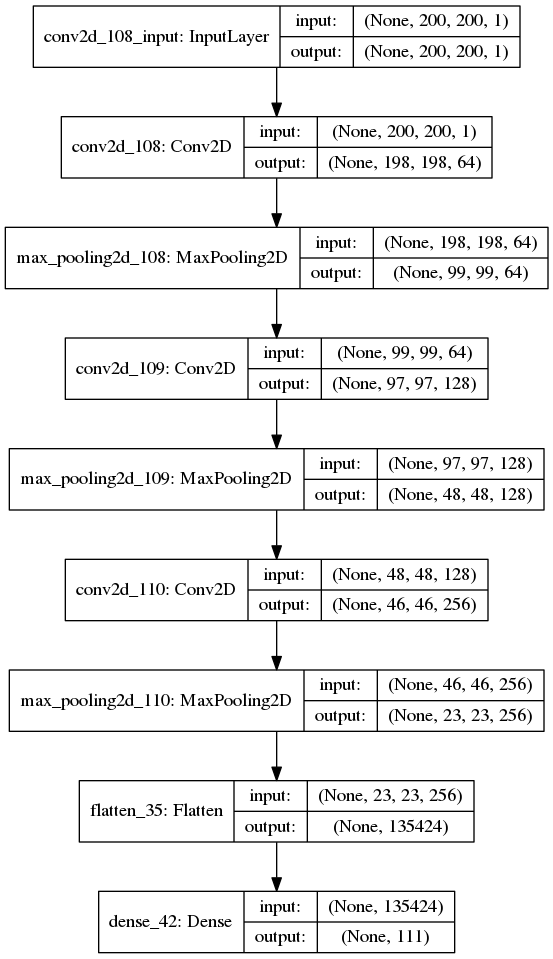 conv2d_108_input: InputLayer
input: (None, 200, 200, 1)
output: (None, 200, 200, 1)
conv2d_108: Conv2D
input: (None, 200, 200, 1)
output: (None, 198, 198, 64)
max_pooling2d_108: MaxPooling2D
input: (None, 198, 198, 64)
output: (None, 99, 99, 64)
conv2d_109: Conv2D
input: (None, 99, 99, 64)
output: (None, 97, 97, 128)
max_pooling2d_109: MaxPooling2D
input: (None, 97, 97, 128)
output: (None, 48, 48, 128)
conv2d_110: Conv2D
input: (None, 48, 48, 128)
output: (None, 46, 46, 256)
max_pooling2d_110: MaxPooling2D
input: (None, 46, 46, 256)
output: (None, 23, 23, 256)
flatten_35: Flatten
input: (None, 23, 23, 256)
output: (None, 135424)
dense_42: Dense
input: (None, 135424)
output: (None, 111)